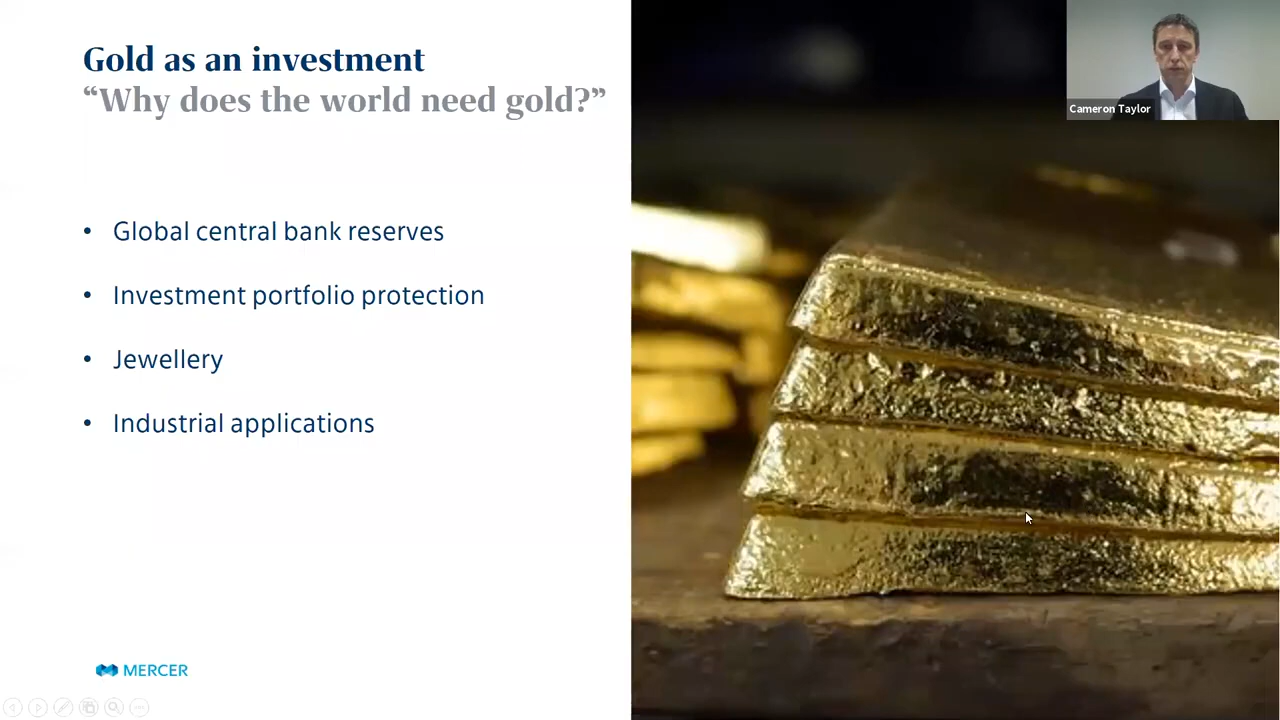 Gold as an investment
“Why does the world need gold?”
Cameron Taylor
• Global central bank reserves
• Investment portfolio protection
• Jewellery
• Industrial applications
MERCER